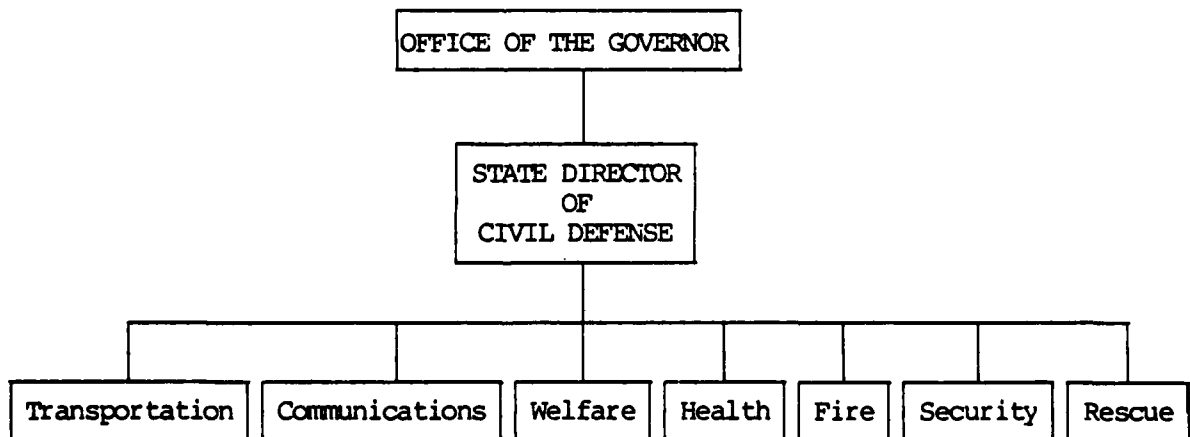 OFFICE OF THE GOVERNOR
STATE DIRECTOR
OF
CIVIL DEFENSE
Transportation
Communications
Welfare
Health
Fire
Security
Rescue